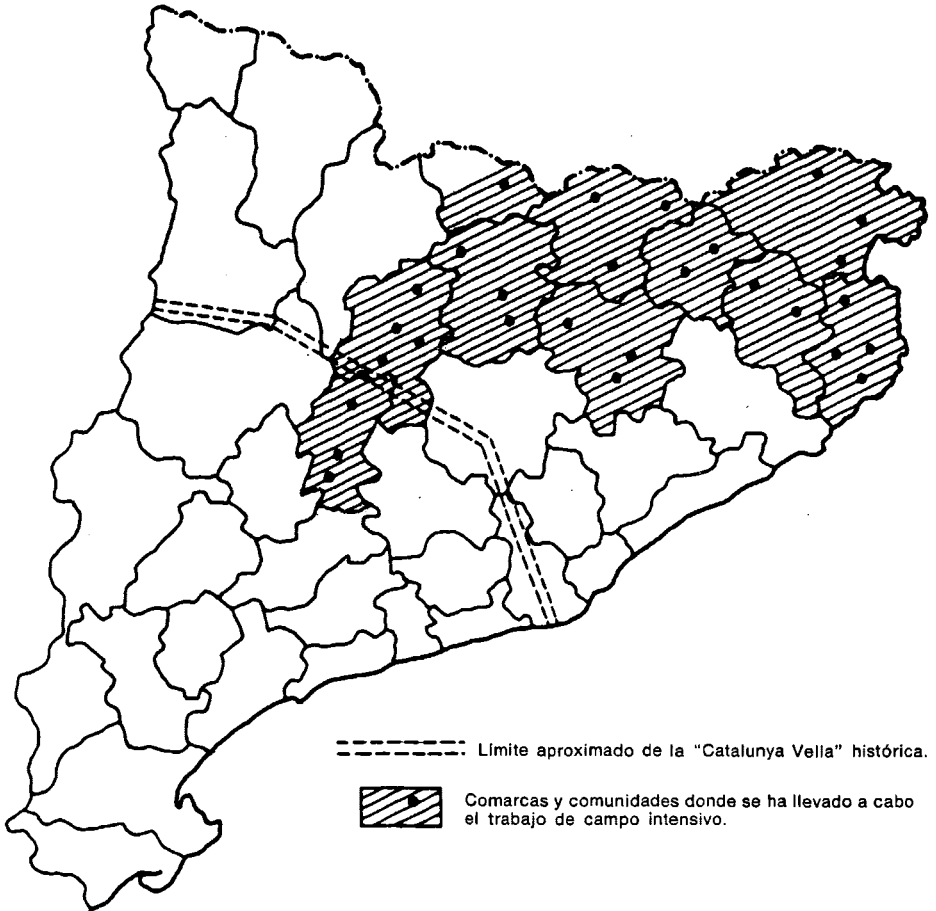 Límite aproximado de la "Catalunya Vella" histórica.
Comarcas y comunidades donde se ha llevado a cabo
el trabajo de campo intensivo.